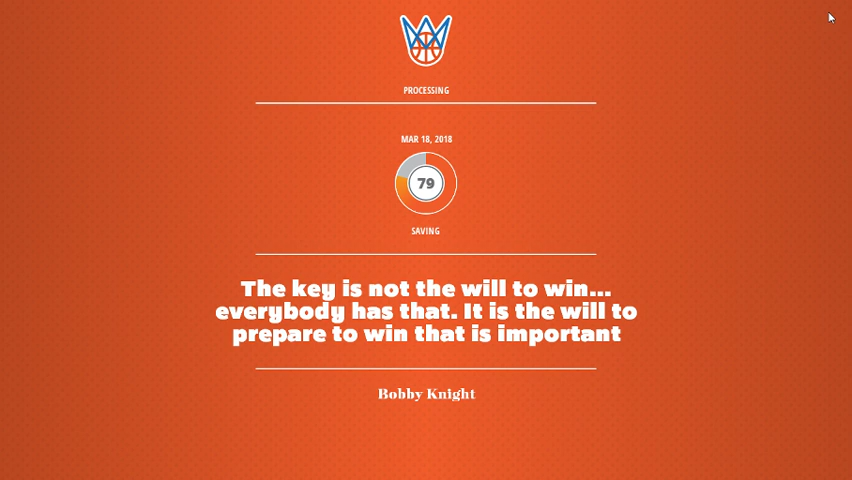 PROCESSING
MAR 18, 2018
79
SAVING
The key is not the will to win...
everybody has that. It is the will to
prepare to win that is important
Bobby Knight